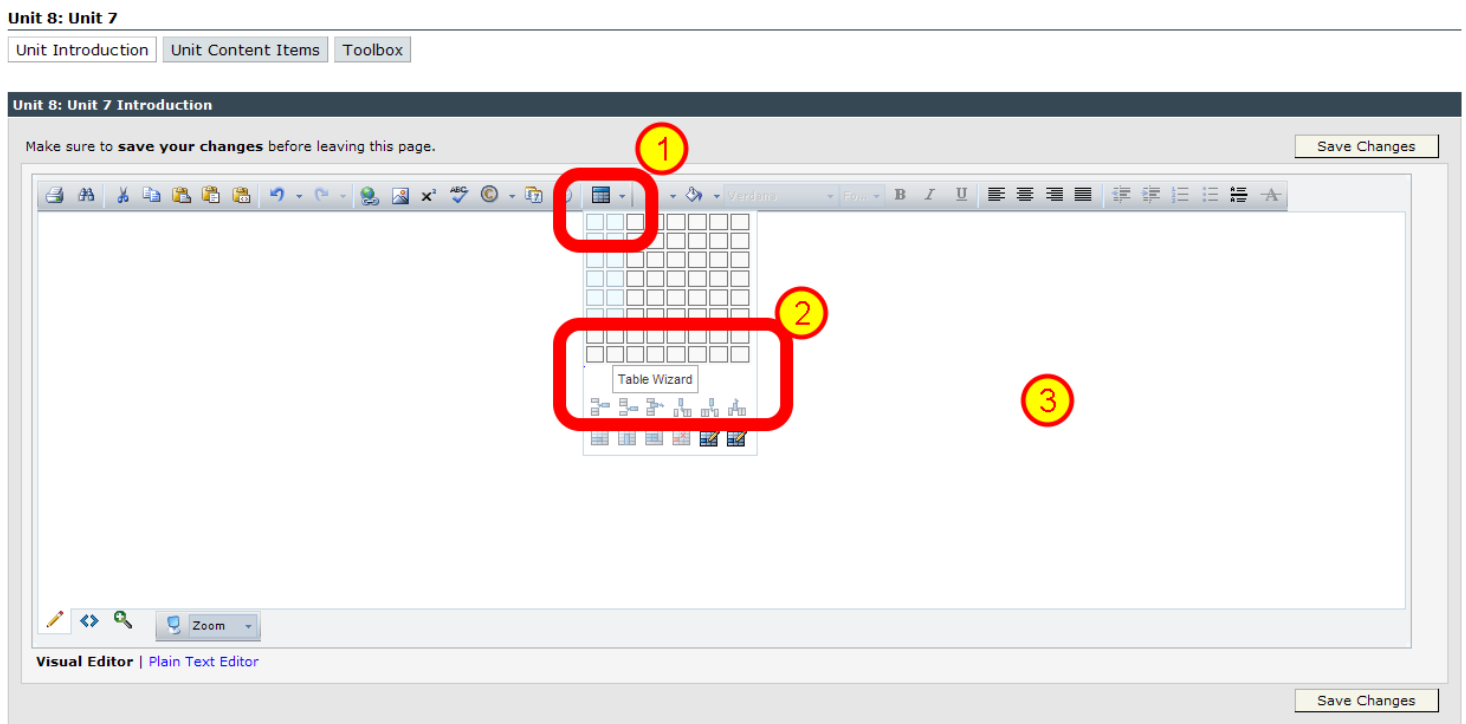 Unit 8: Unit 7
Unit Introduction Unit Content Items Toolbox
Unit 8: Unit 7 Introduction
Make sure to save your changes before leaving this page.
1
Save Changes
ABC Verdana Fo... B I U A
2
Table Wizard
3
Zoom
Visual Editor | Plain Text Editor
Save Changes